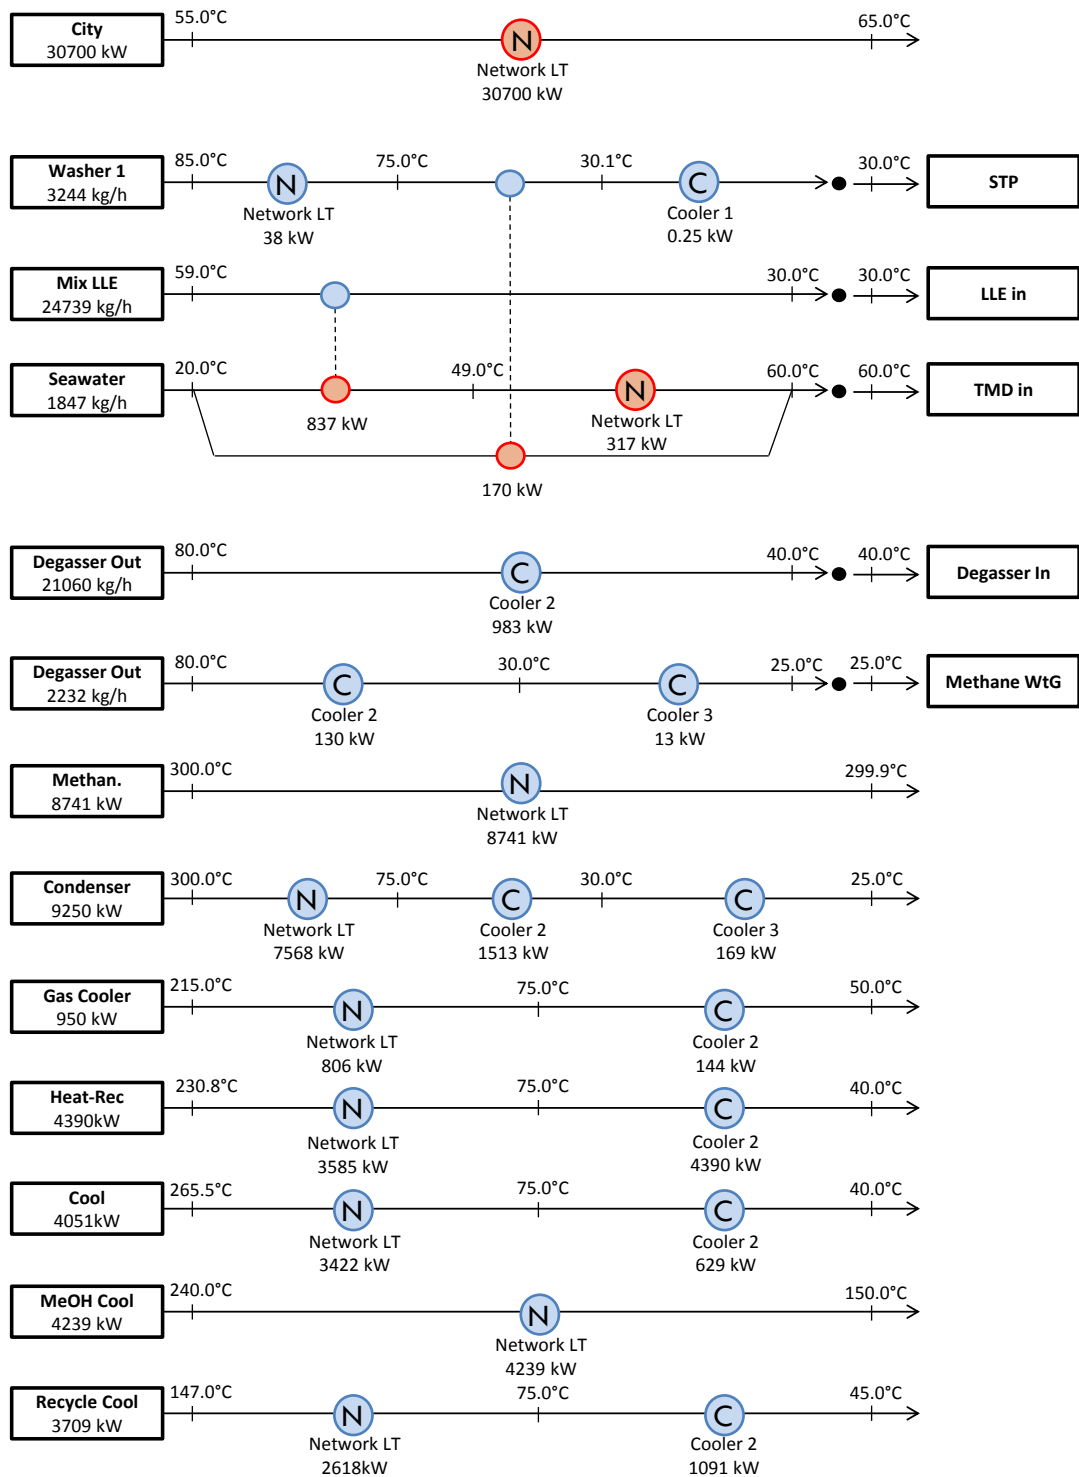 City
30700 kW
55.0°C
65.0°C
N
Network LT
30700 kW
Washer 1
3244 kg/h
85.0°C
75.0°C
30.1°C
30.0°C
N
C
STP
Network LT
38 kW
Cooler 1
0.25 kW
Mix LLE
24739 kg/h
59.0°C
30.0°C
30.0°C
LLE in
Seawater
1847 kg/h
20.0°C
49.0°C
60.0°C
60.0°C
N
TMD in
837 kW
Network LT
317 kW
170 kW
Degasser Out
21060 kg/h
80.0°C
40.0°C
40.0°C
C
Degasser In
Cooler 2
983 kW
Degasser Out
2232 kg/h
80.0°C
30.0°C
25.0°C
25.0°C
C
C
Methane WtG
Cooler 2
130 kW
Cooler 3
13 kW
Methan.
8741 kW
300.0°C
299.9°C
N
Network LT
8741 kW
Condenser
9250 kW
300.0°C
75.0°C
30.0°C
25.0°C
N
C
C
Network LT
7568 kW
Cooler 2
1513 kW
Cooler 3
169 kW
Gas Cooler
950 kW
215.0°C
75.0°C
50.0°C
N
C
Network LT
806 kW
Cooler 2
144 kW
Heat-Rec
4390kW
230.8°C
75.0°C
40.0°C
N
C
Network LT
3585 kW
Cooler 2
4390 kW
Cool
4051kW
265.5°C
75.0°C
40.0°C
N
C
Network LT
3422 kW
Cooler 2
629 kW
MeOH Cool
4239 kW
240.0°C
150.0°C
N
Network LT
4239 kW
Recycle Cool
3709 kW
147.0°C
75.0°C
45.0°C
N
C
Network LT
2618kW
Cooler 2
1091 kW